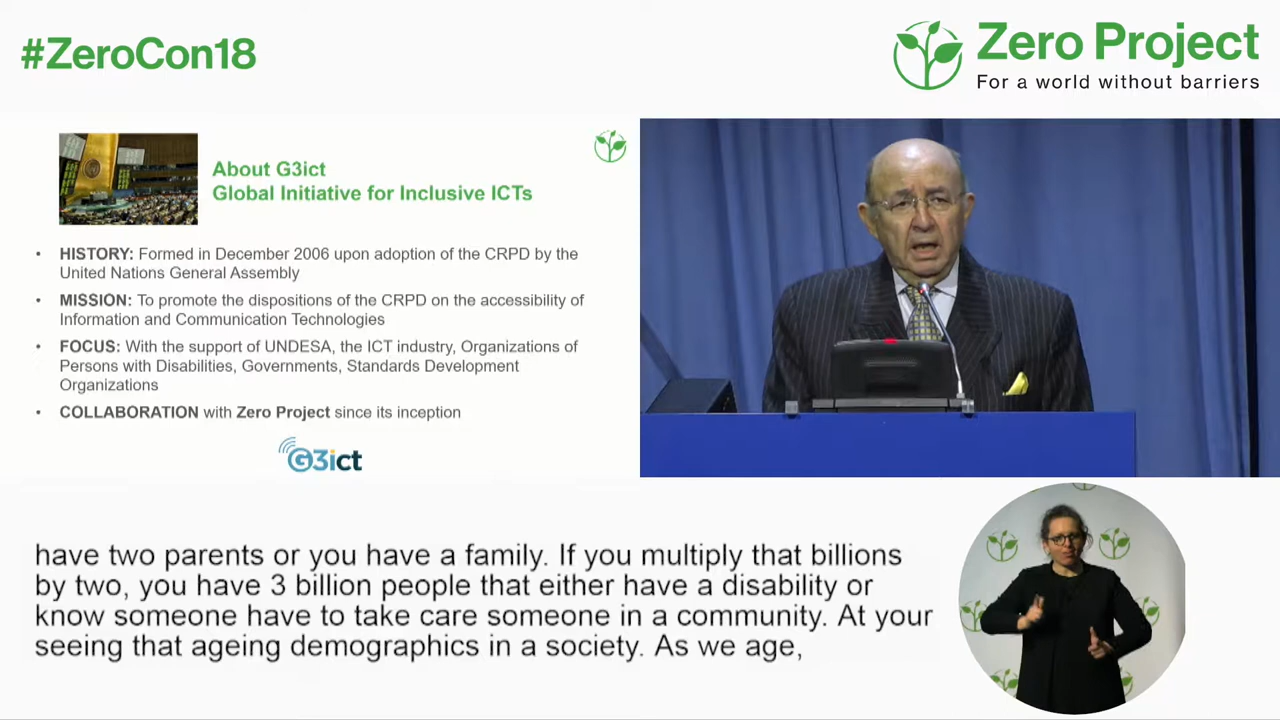 #ZeroCon18
Zero Project
For a world without barriers
About G3ict
Global Initiative for Inclusive ICTs
• HISTORY: Formed in December 2006 upon adoption of the CRPD by the
United Nations General Assembly
• MISSION: To promote the dispositions of the CRPD on the accessibility of
Information and Communication Technologies
• FOCUS: With the support of UNDESA, the ICT industry, Organizations of
Persons with Disabilities, Governments, Standards Development
Organizations
• COLLABORATION with Zero Project since its inception
G3ict
have two parents or you have a family. If you multiply that billions
by two, you have 3 billion people that either have a disability or
know someone have to take care someone in a community. At your
seeing that ageing demographics in a society. As we age,